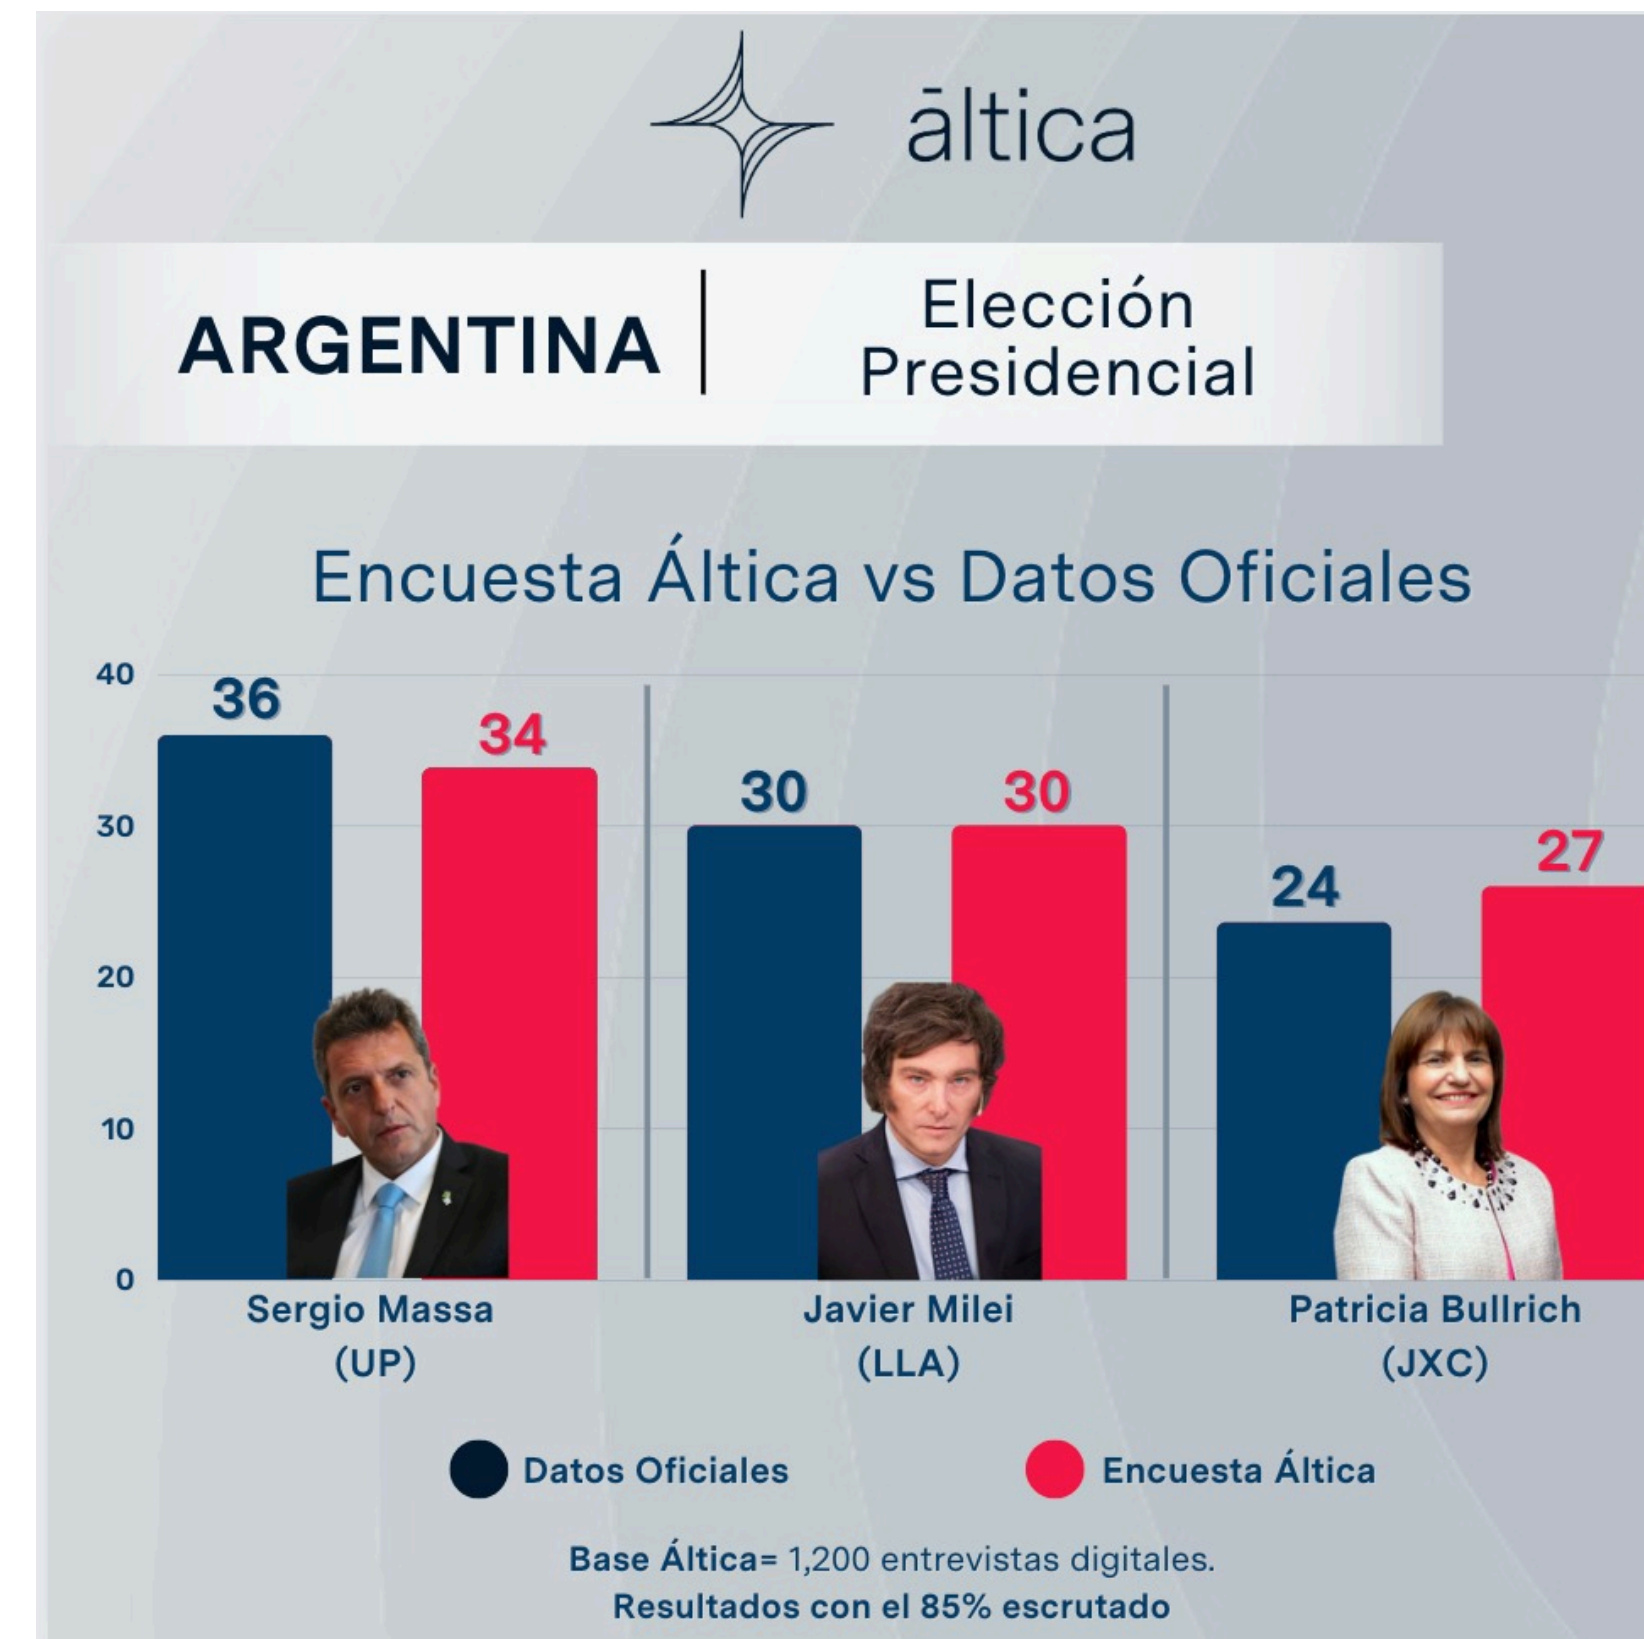 āltica
ARGENTINA
Elección
Presidencial
Encuesta Áltica vs Datos Oficiales
40
30
20
10
0
36
34
30
30
24
27
Sergio Massa
(UP)
Javier Milei
(LLA)
Patricia Bullrich
(JXC)
Datos Oficiales
Encuesta Áltica
Base Áltica= 1,200 entrevistas digitales.
Resultados con el 85% escrutado